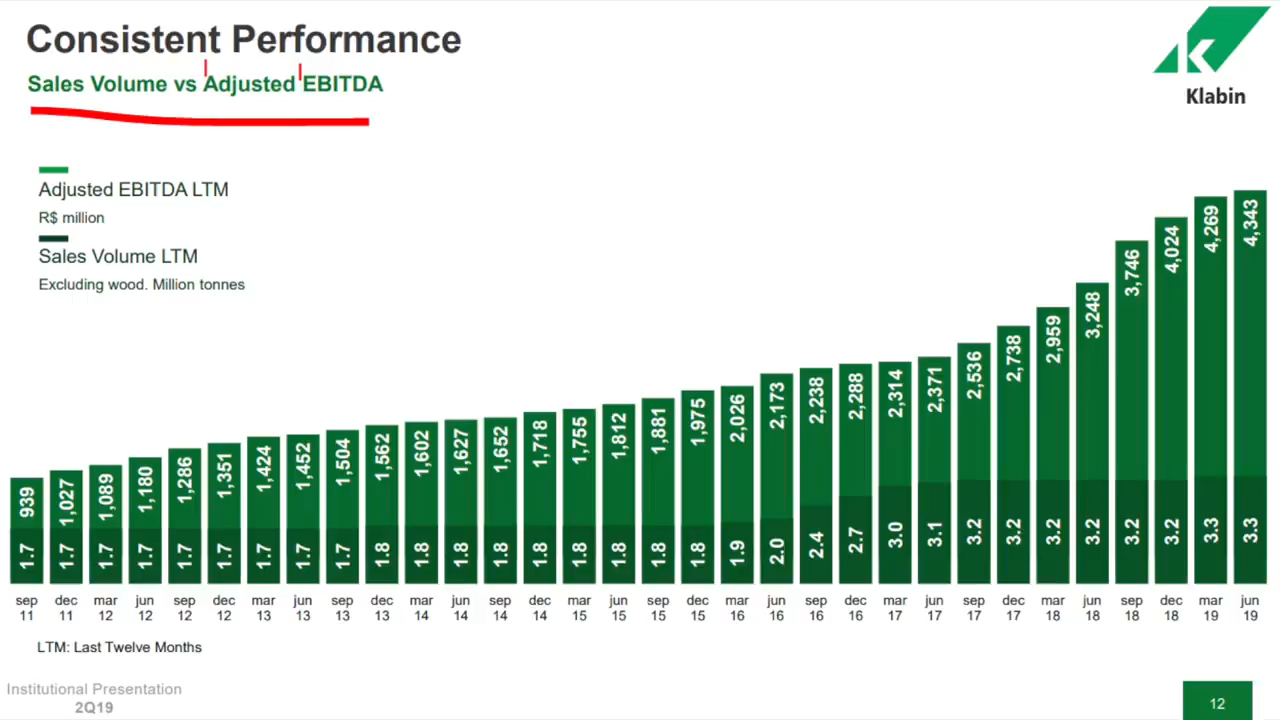 Consistent Performance
Sales Volume vs Adjusted EBITDA
Klabin
Adjusted EBITDA LTM
R$ million
Sales Volume LTM
Excluding wood. Million tonnes
939 1,027 1,089 1,180 1,286 1,351 1,424 1,452 1,504 1,562 1,602 1,627 1,652 1,718 1,755 1,812 1,881 1,975 2,026 2,173 2,238 2,288 2,314 2,371 2,536 2,738 2,959 3,248 3,746 4,024 4,269 4,343
1.7 1.7 1.7 1.7 1.7 1.7 1.7 1.7 1.7 1.8 1.8 1.8 1.8 1.8 1.8 1.8 1.8 1.8 1.9 2.0 2.4 2.7 3.0 3.1 3.2 3.2 3.2 3.2 3.2 3.2 3.3 3.3
sep dec mar jun sep dec mar jun sep dec mar jun sep dec mar jun sep dec mar jun sep dec mar jun sep dec mar jun sep dec mar jun
11 11 12 12 12 12 13 13 13 13 14 14 14 14 15 15 15 15 16 16 16 16 17 17 17 17 18 18 18 18 19 19
LTM: Last Twelve Months
Institutional Presentation
2Q19
12